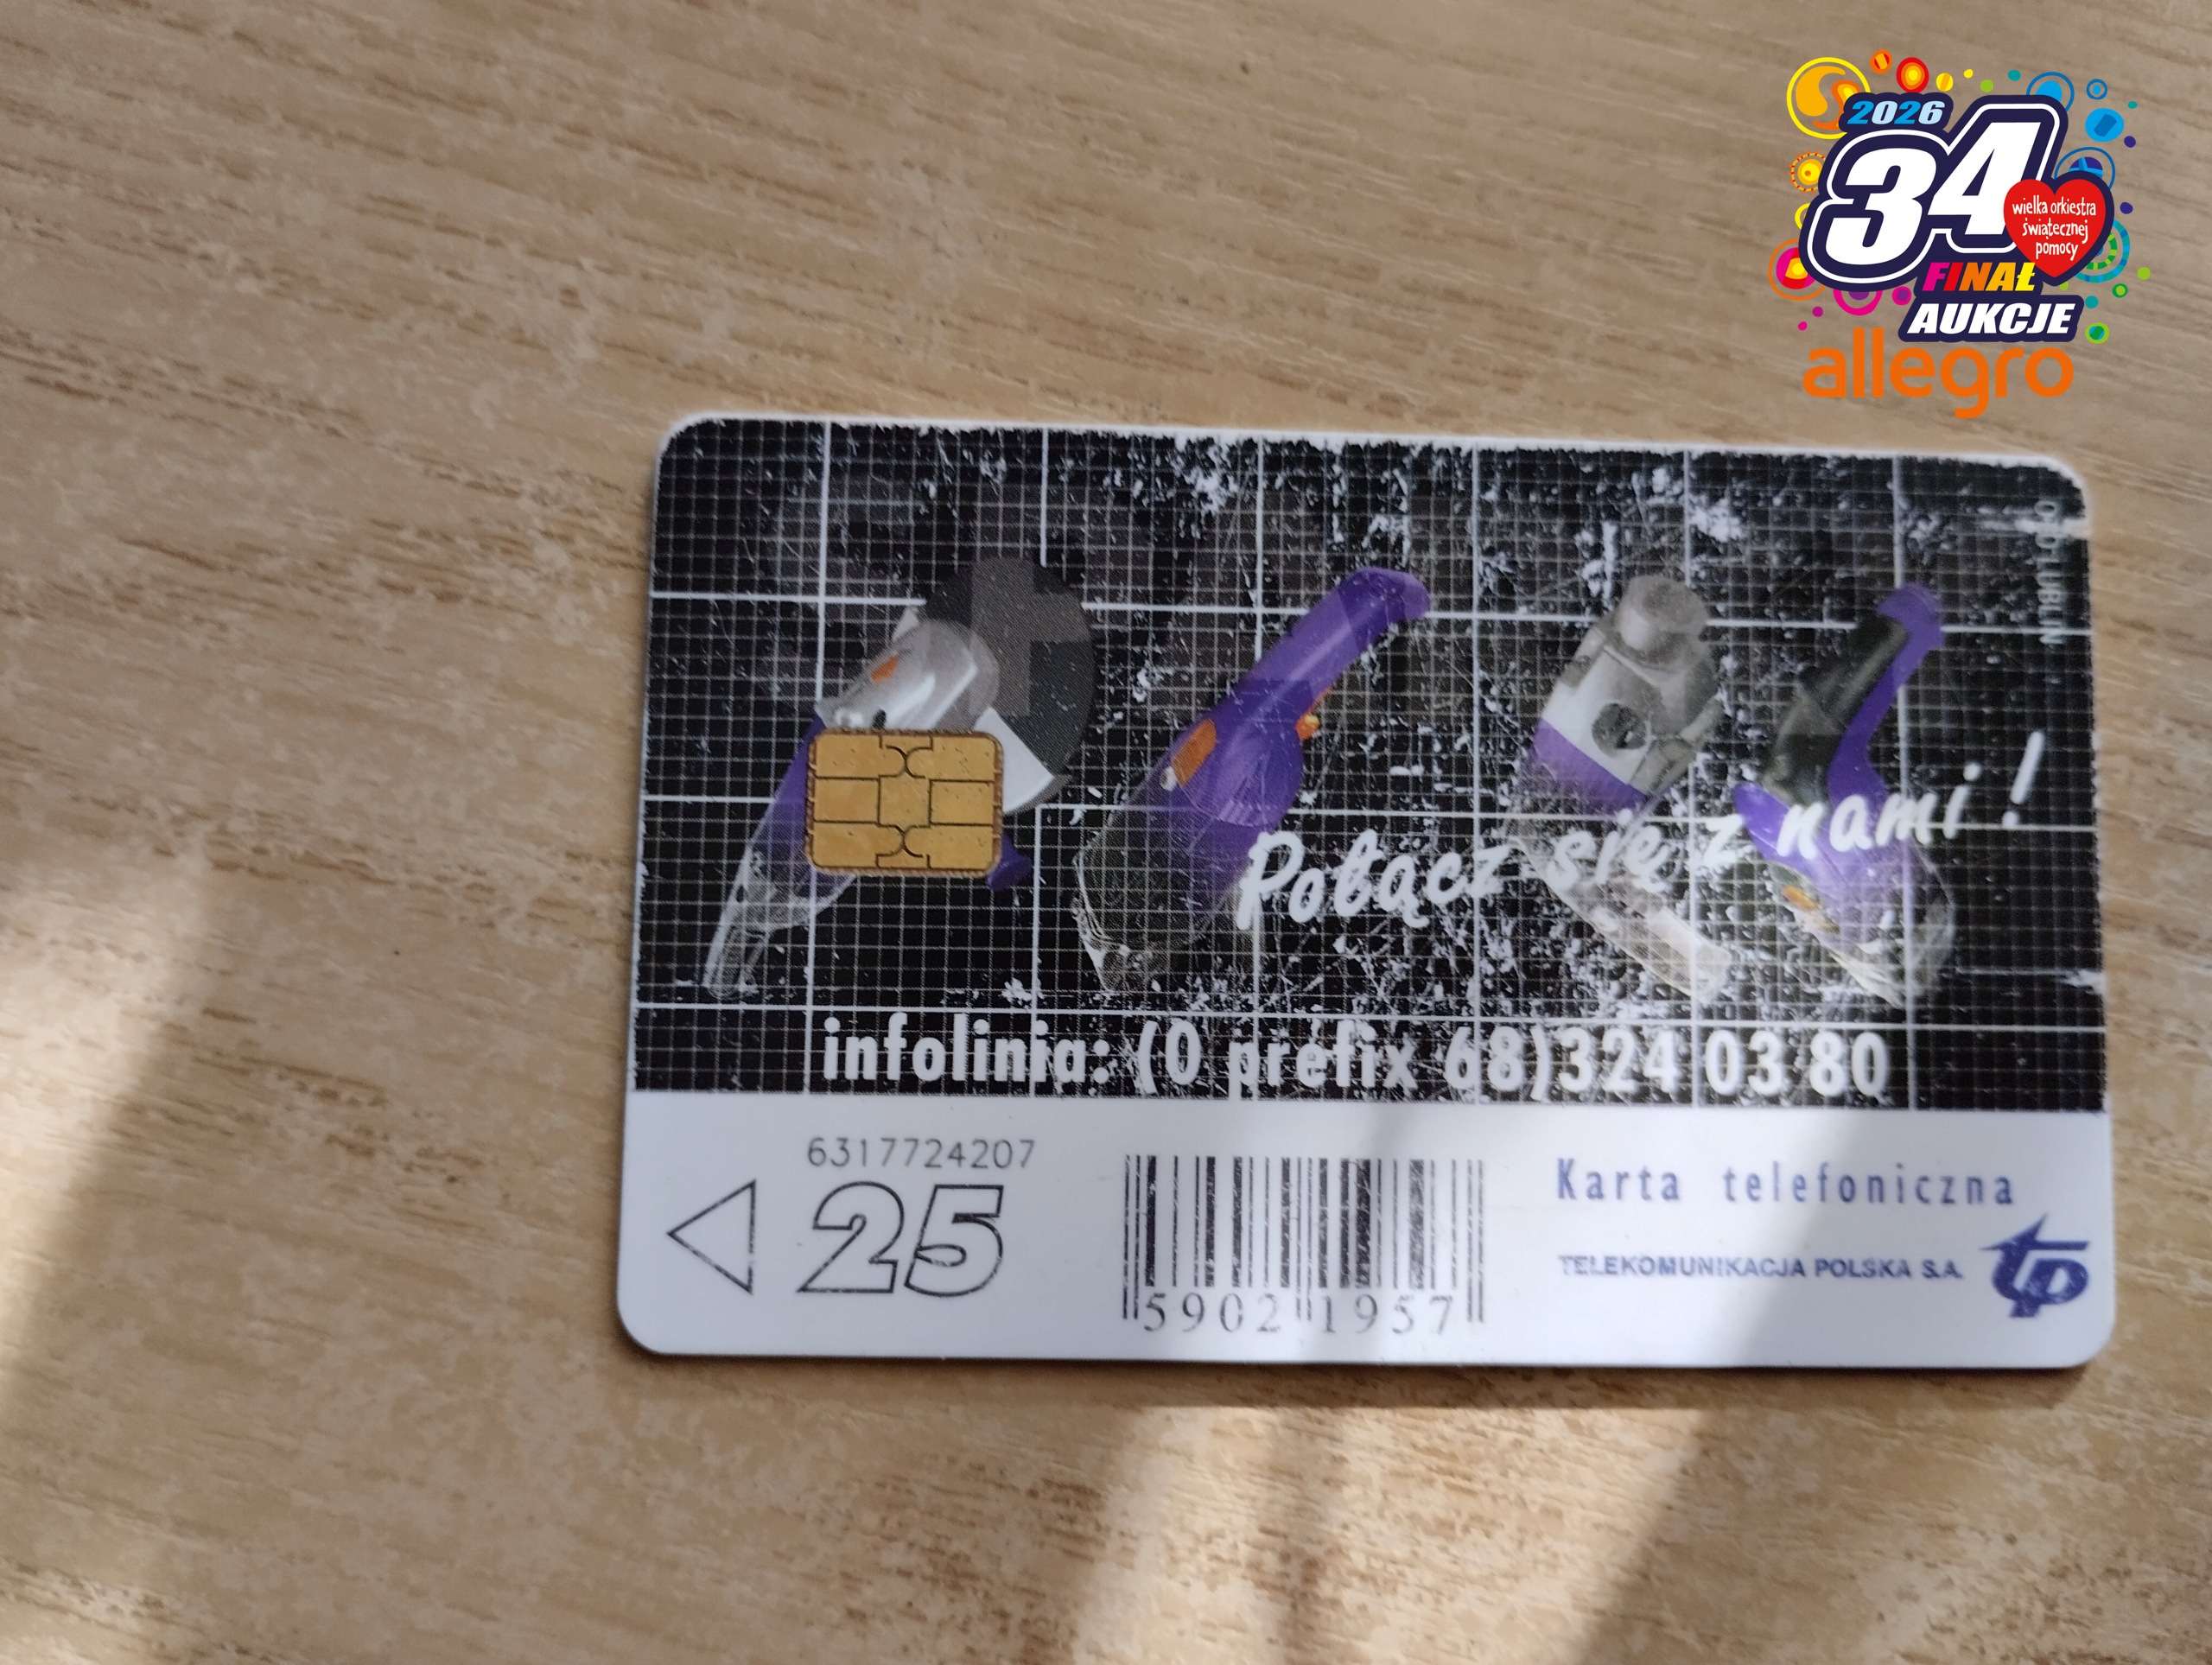 2026
34
wielka orkiestra
świątecznej
pomocy
FINAŁ
AUKCJE
allegro
Połącz się z nami !
infolinia: (0 prefix 68)324 03 80
6317724207
25
5902 1957
Karta telefoniczna
TELEKOMUNIKACJA POLSKA S.A.
tp